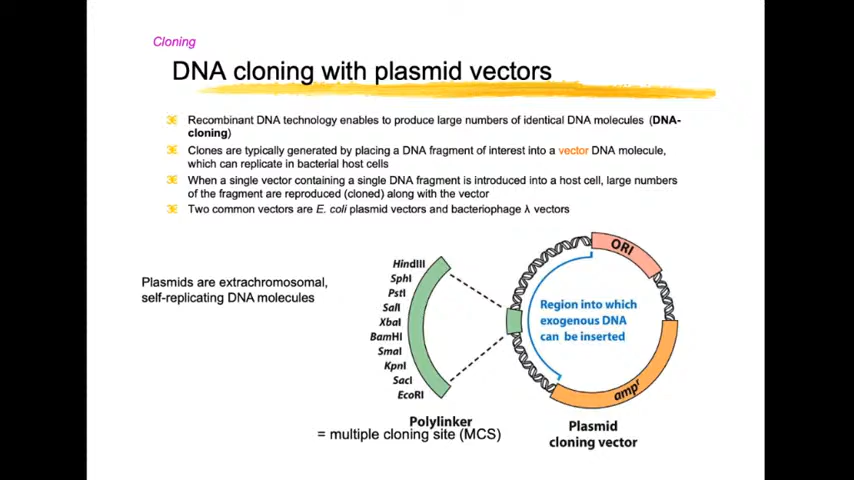 Cloning
DNA cloning with plasmid vectors
Recombinant DNA technology enables to produce large numbers of identical DNA molecules (DNA-
cloning)
Clones are typically generated by placing a DNA fragment of interest into a vector DNA molecule,
which can replicate in bacterial host cells
When a single vector containing a single DNA fragment is introduced into a host cell, large numbers
of the fragment are reproduced (cloned) along with the vector
Two common vectors are E. coli plasmid vectors and bacteriophage λ vectors
Plasmids are extrachromosomal,
self-replicating DNA molecules
HindIII
SphI
PstI
SalI
XbaI
BamHI
SmaI
KpnI
SacI
EcoRI
Polylinker
= multiple cloning site (MCS)
ORI
Region into which
exogenous DNA
can be inserted
ampr
Plasmid
cloning vector